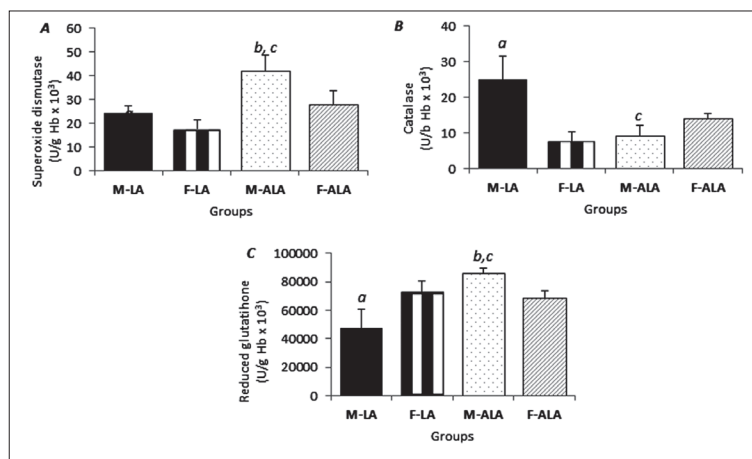 A
Superoxide dismutase
(U/g Hb x 10³)
60
50
40
30
20
10
0
b, c
M-LA F-LA M-ALA F-ALA
Groups
B
Catalase
(U/b Hb x 10³)
40
30
20
10
0
a
c
M-LA F-LA M-ALA F-ALA
Groups
C
Reduced glutatihone
(U/g Hb x 10³)
100000
80000
60000
40000
20000
0
a
b,c
M-LA F-LA M-ALA F-ALA
Groups